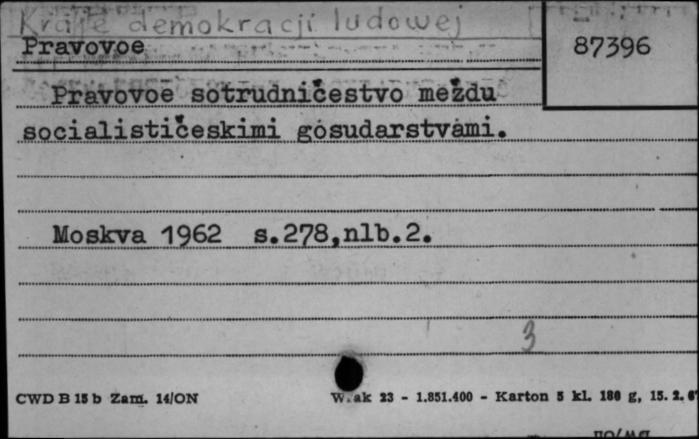 Kraje demokracji ludowej
Pravovoe
87396
Pravovoe sotrudničestvo meždu
socialističeskimi gosudarstvami.
Moskva 1962 s.278,nlb.2.
3
CWD B 15 b Zam. 14/ON
W. ak 23 - 1.851.400 - Karton 5 kl. 180 g, 15. 2. 6